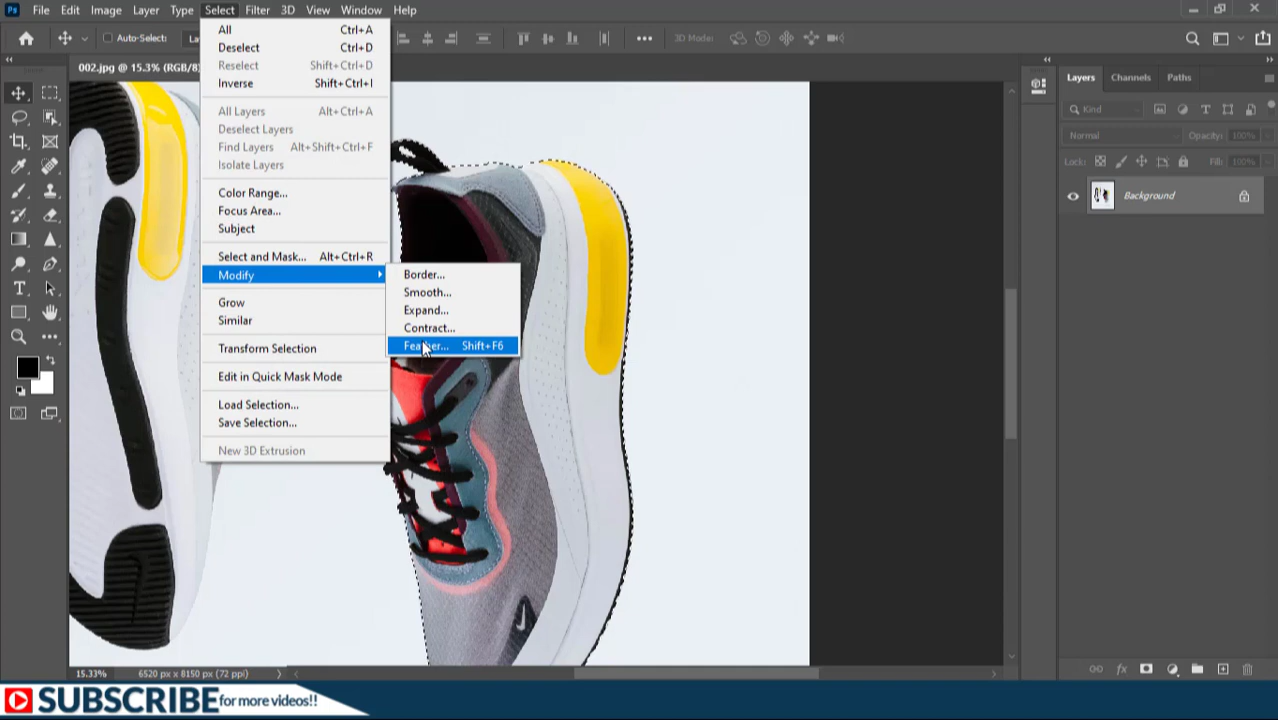 Ps File Edit Image Layer Type Select Filter 3D View Window Help
Auto-Select: 3D Mode:
002.jpg @ 15.3% (RGB/8)
All Ctrl+A
Deselect Ctrl+D
Reselect Shift+Ctrl+D
Inverse Shift+Ctrl+I
All Layers Alt+Ctrl+A
Deselect Layers
Find Layers Alt+Shift+Ctrl+F
Isolate Layers
Color Range...
Focus Area...
Subject
Select and Mask... Alt+Ctrl+R
Modify
Grow
Similar
Transform Selection
Edit in Quick Mask Mode
Load Selection...
Save Selection...
New 3D Extrusion
Border...
Smooth...
Expand...
Contract...
Feather... Shift+F6
Layers Channels Paths
Kind
Normal Opacity: 100%
Lock: Fill: 100%
Background
15.33% 6520 px x 8150 px (72 ppi)
SUBSCRIBE for more videos!!